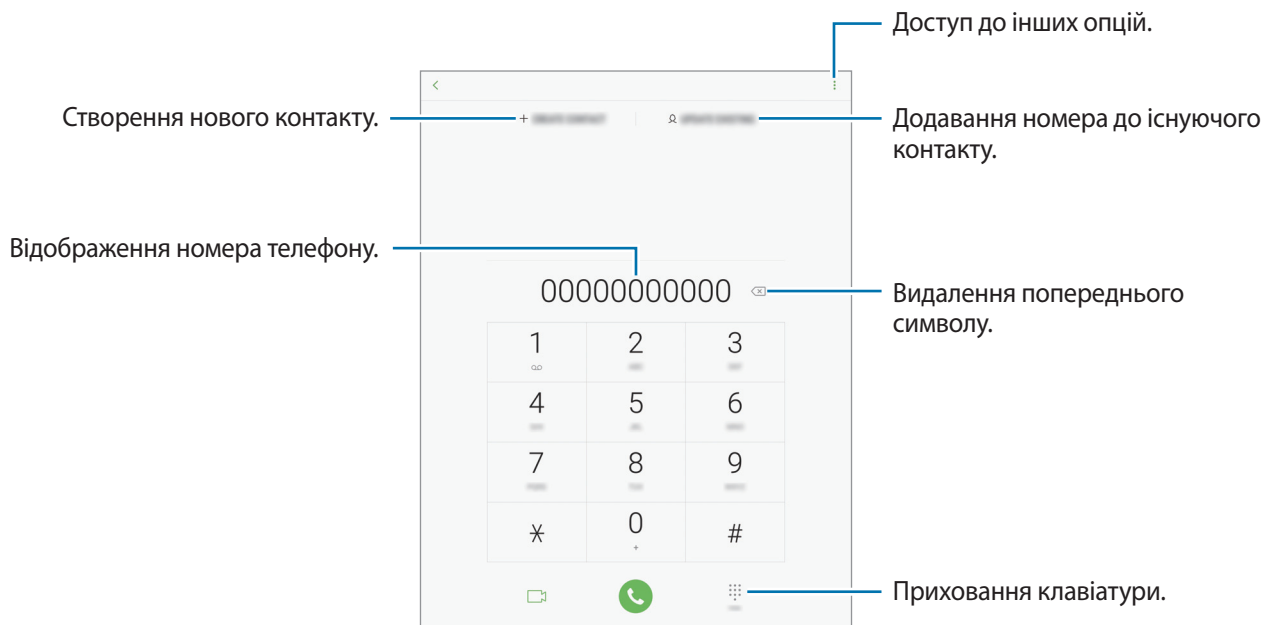 Доступ до інших опцій.
Створення нового контакту.
Додавання номера до існуючого
контакту.
Відображення номера телефону.
00000000000
Видалення попереднього
символу.
1 2 3
4 5 6
7 8 9
* 0 #
+
Приховання клавіатури.